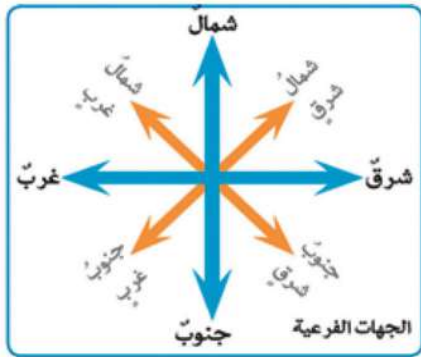 شمالٌ
شمالُ
شرقٍ
شمالُ
غربٍ
شرقٌ
غربٌ
جنوبُ
شرقٍ
جنوبُ
غربٍ
جنوبٌ
الجهات الفرعية